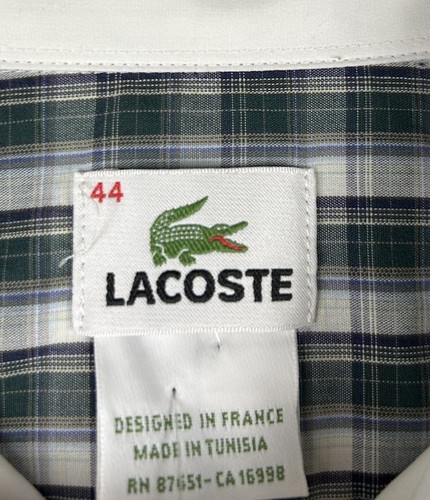 44
LACOSTE
DESIGNED IN FRANCE
MADE IN TUNISIA
RN 87651-CA 16998